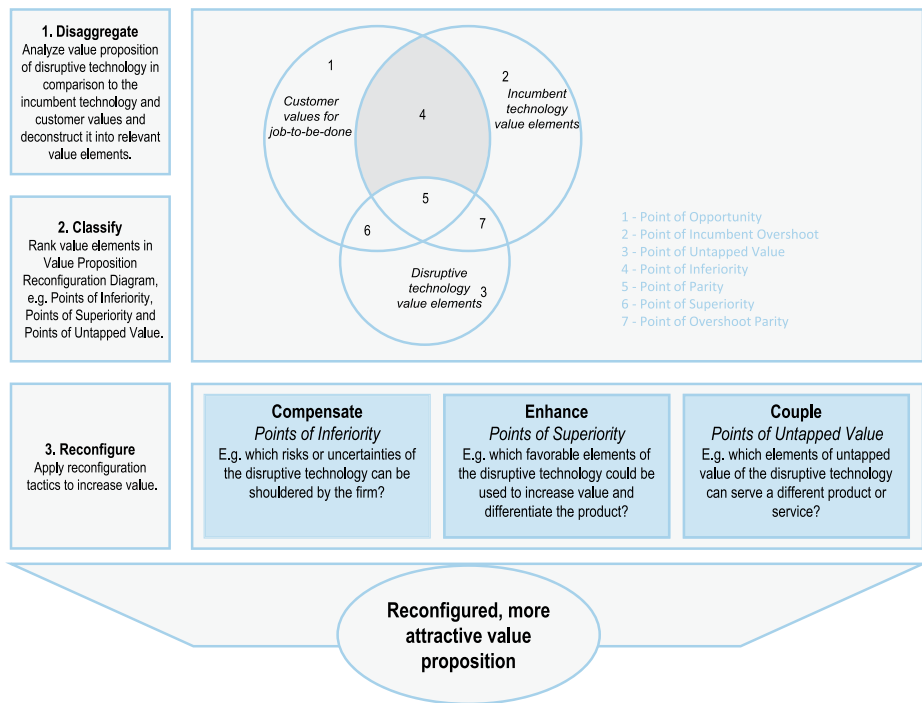 1. Disaggregate
Analyze value proposition
of disruptive technology in
comparison to the
incumbent technology and
customer values and
deconstruct it into relevant
value elements.
2. Classify
Rank value elements in
Value Proposition
Reconfiguration Diagram,
e.g. Points of Inferiority,
Points of Superiority and
Points of Untapped Value.
1
Customer
values for
job-to-be-done
4
2
Incumbent
technology
value elements
5
6
7
Disruptive
technology
value elements
3
1 - Point of Opportunity
2 - Point of Incumbent Overshoot
3 - Point of Untapped Value
4 - Point of Inferiority
5 - Point of Parity
6 - Point of Superiority
7 - Point of Overshoot Parity
3. Reconfigure
Apply reconfiguration
tactics to increase value.
Compensate
Points of Inferiority
E.g. which risks or uncertainties
of the disruptive technology can be
shouldered by the firm?
Enhance
Points of Superiority
E.g. which favorable elements
of the disruptive technology could be
used to increase value and
differentiate the product?
Couple
Points of Untapped Value
E.g. which elements of untapped
value of the disruptive technology
can serve a different product or
service?
Reconfigured, more
attractive value
proposition